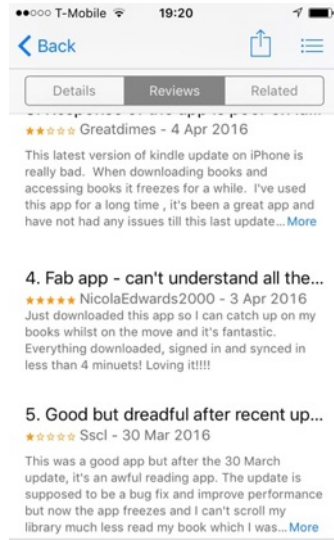 T-Mobile 19:20
Back
Details Reviews Related
Greatdimes - 4 Apr 2016
This latest version of kindle update on iPhone is
really bad. When downloading books and
accessing books it freezes for a while. I've used
this app for a long time , it's been a great app and
have not had any issues till this last update... More
4. Fab app - can't understand all the...
NicolaEdwards2000 - 3 Apr 2016
Just downloaded this app so I can catch up on my
books whilst on the move and it's fantastic.
Everything downloaded, signed in and synced in
less than 4 minuets! Loving it!!!!
5. Good but dreadful after recent up...
Sscl - 30 Mar 2016
This was a good app but after the 30 March
update, it's an awful reading app. The update is
supposed to be a bug fix and improve performance
but now the app freezes and I can't scroll my
library much less read my book which I was... More